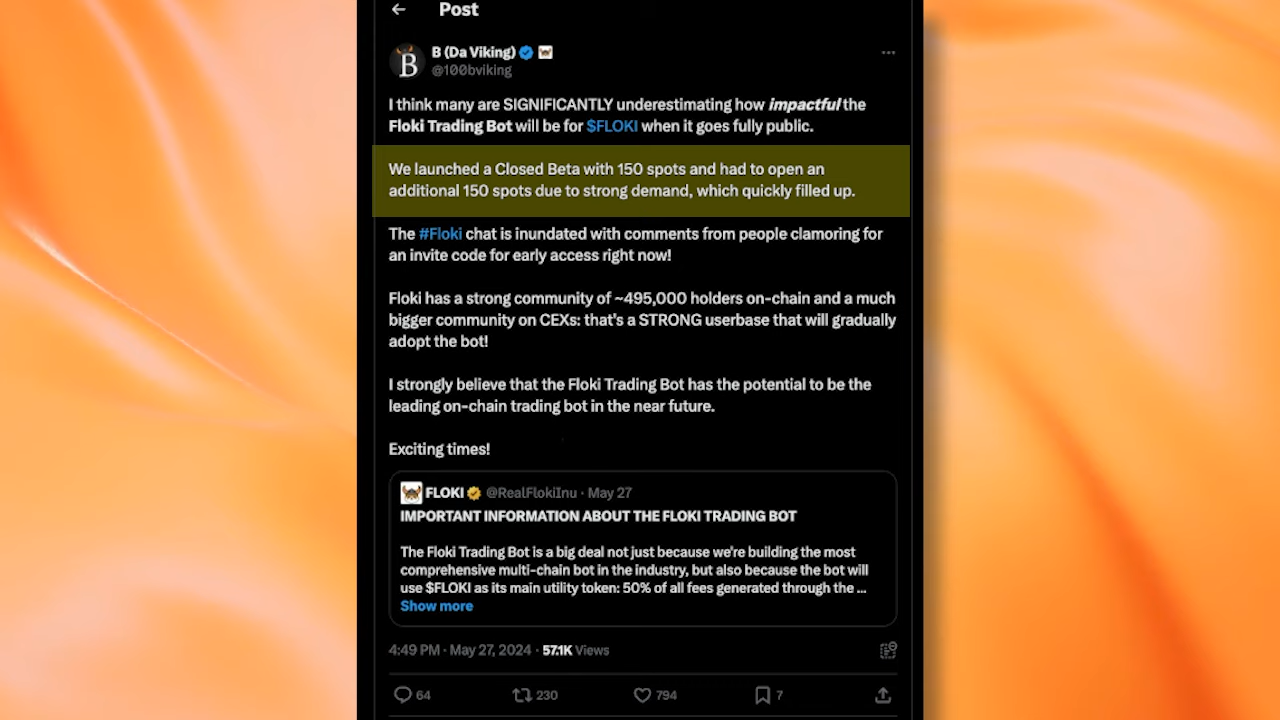 Post
B (Da Viking)
@100bviking
I think many are SIGNIFICANTLY underestimating how impactful the
Floki Trading Bot will be for $FLOKI when it goes fully public.
We launched a Closed Beta with 150 spots and had to open an
additional 150 spots due to strong demand, which quickly filled up.
The #Floki chat is inundated with comments from people clamoring for
an invite code for early access right now!
Floki has a strong community of ~495,000 holders on-chain and a much
bigger community on CEXs: that's a STRONG userbase that will gradually
adopt the bot!
I strongly believe that the Floki Trading Bot has the potential to be the
leading on-chain trading bot in the near future.
Exciting times!
FLOKI @RealFlokiInu · May 27
IMPORTANT INFORMATION ABOUT THE FLOKI TRADING BOT
The Floki Trading Bot is a big deal not just because we're building the most
comprehensive multi-chain bot in the industry, but also because the bot will
use $FLOKI as its main utility token: 50% of all fees generated through the ...
Show more
4:49 PM · May 27, 2024 · 57.1K Views
64 230 794 7